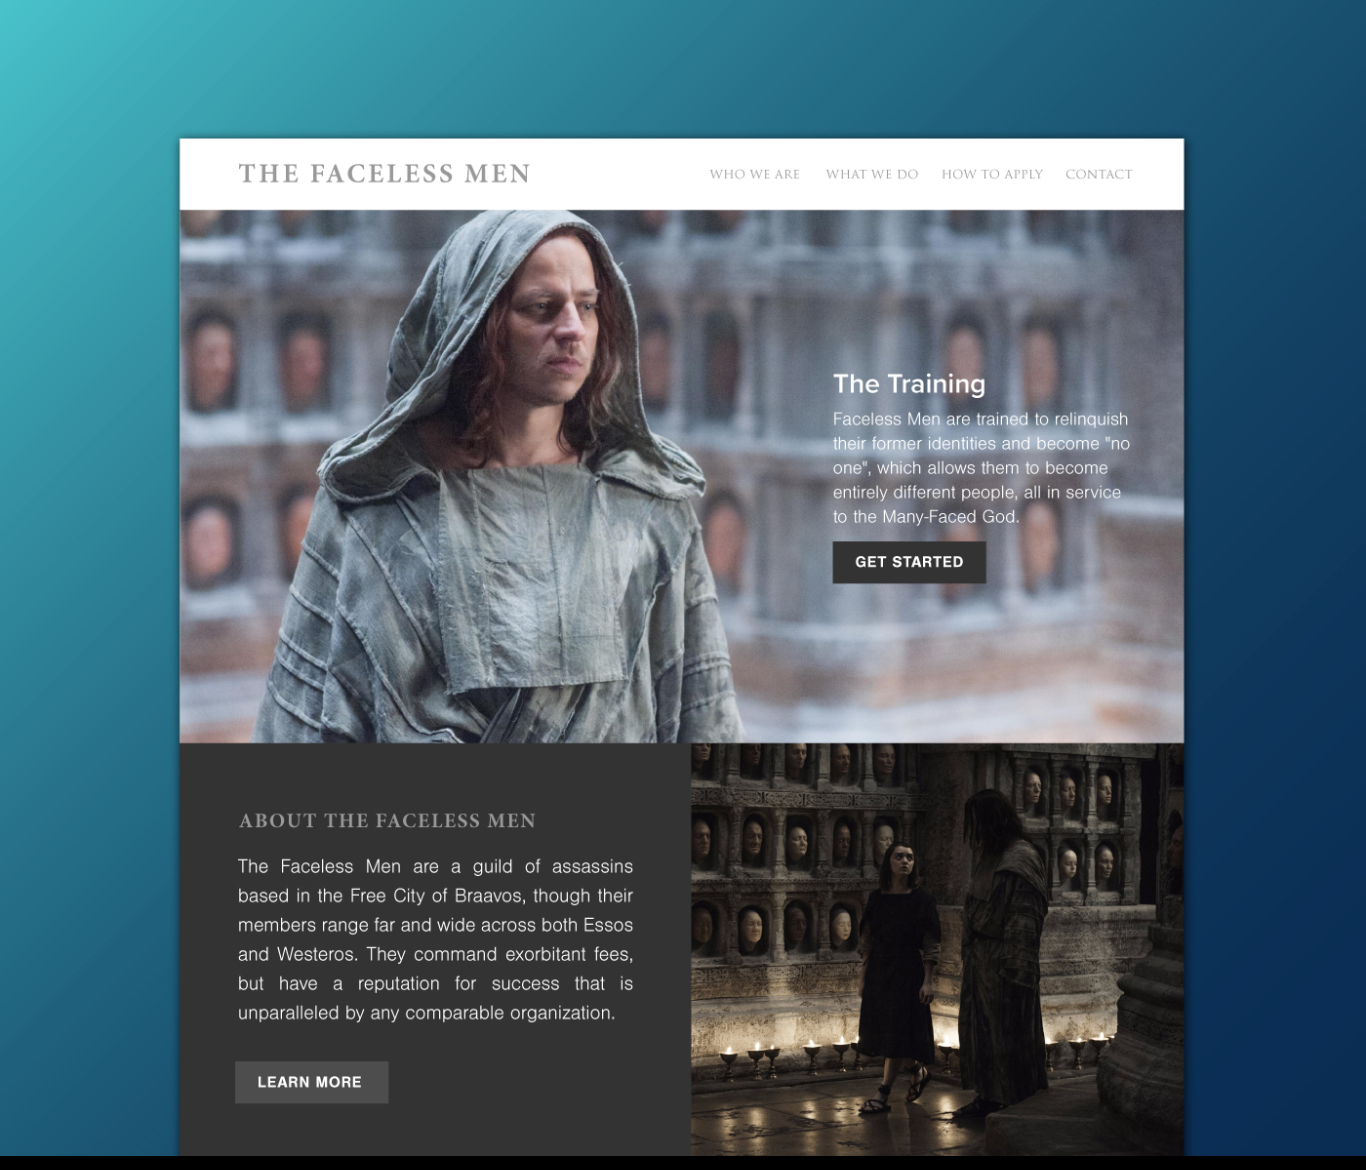 THE FACELESS MEN
WHO WE ARE
WHAT WE DO
HOW TO APPLY
CONTACT
The Training
Faceless Men are trained to relinquish
their former identities and become "no
one", which allows them to become
entirely different people, all in service
to the Many-Faced God.
GET STARTED
ABOUT THE FACELESS MEN
The Faceless Men are a guild of assassins
based in the Free City of Braavos, though their
members range far and wide across both Essos
and Westeros. They command exorbitant fees,
but have a reputation for success that is
unparalleled by any comparable organization.
LEARN MORE